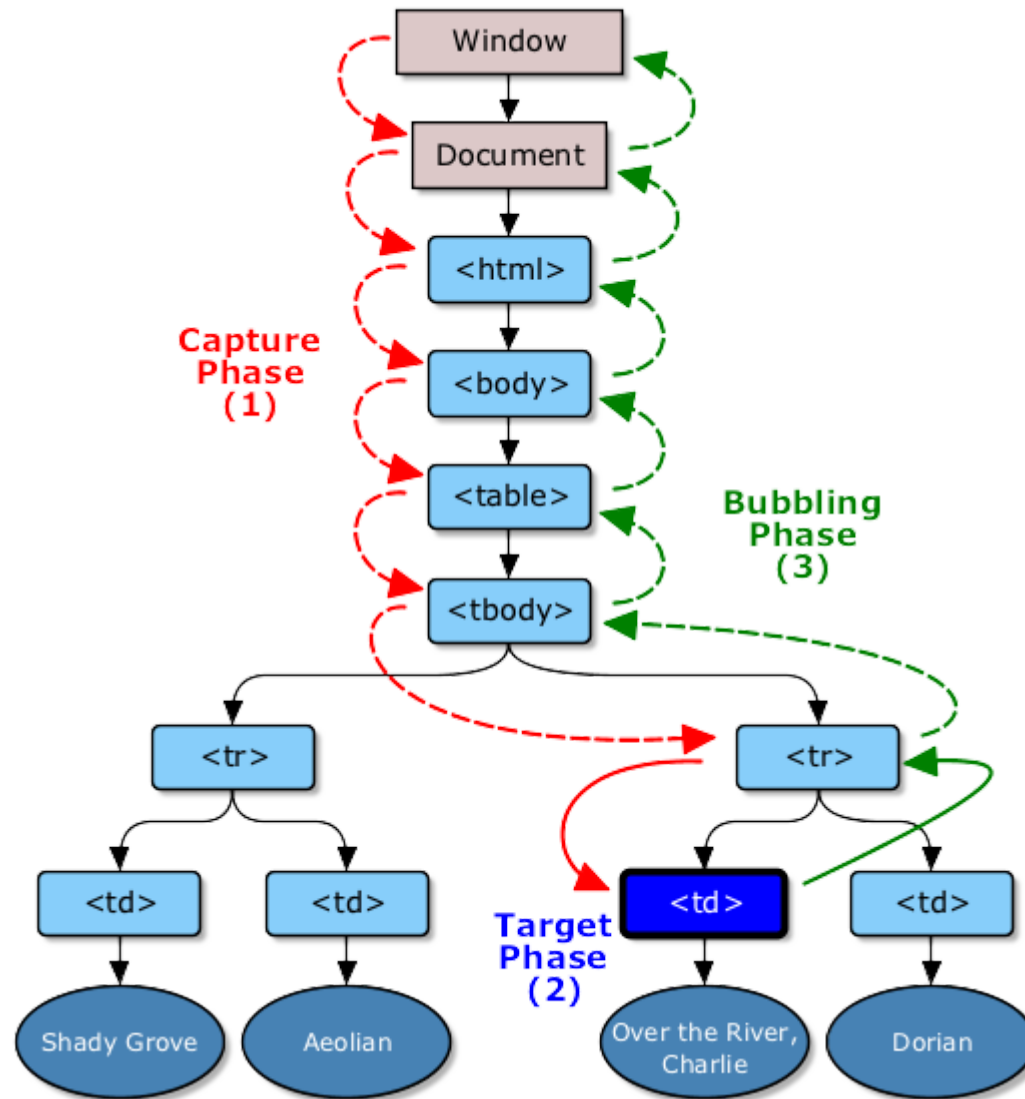 Window
Document
<html>
Capture
Phase
(1)
<body>
<table>
Bubbling
Phase
(3)
<tbody>
<tr>
<tr>
<td>
<td>
<td>
<td>
Target
Phase
(2)
Shady Grove
Aeolian
Over the River,
Charlie
Dorian